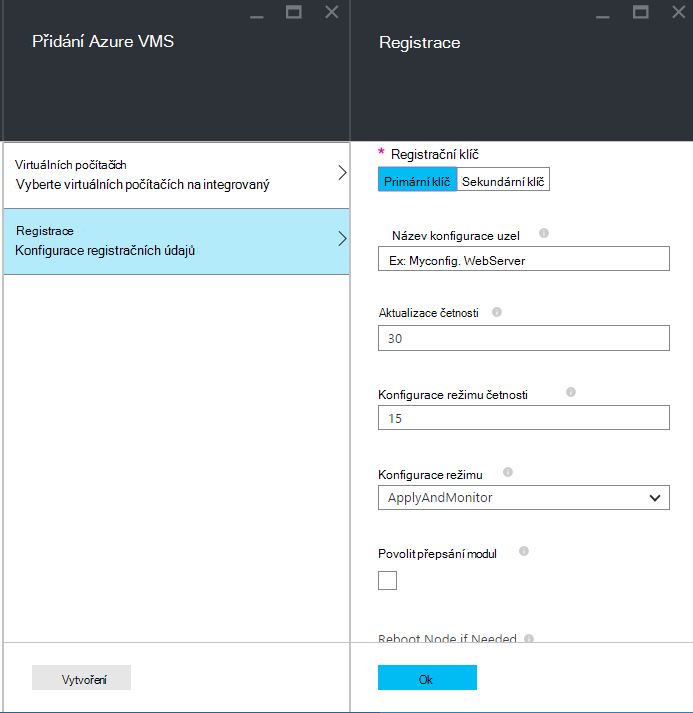 Přidání Azure VMS
Virtuálních počítačích
Vyberte virtuálních počítačích na integrovaný
Registrace
Konfigurace registračních údajů
Vytvoření
Registrace
* Registrační klíč
Primární klíč Sekundární klíč
Název konfigurace uzel
Ex: Myconfig. WebServer
Aktualizace četnosti
30
Konfigurace režimu četnosti
15
Konfigurace režimu
ApplyAndMonitor
Povolit přepsání modul
Reboot Node if Needed
Ok